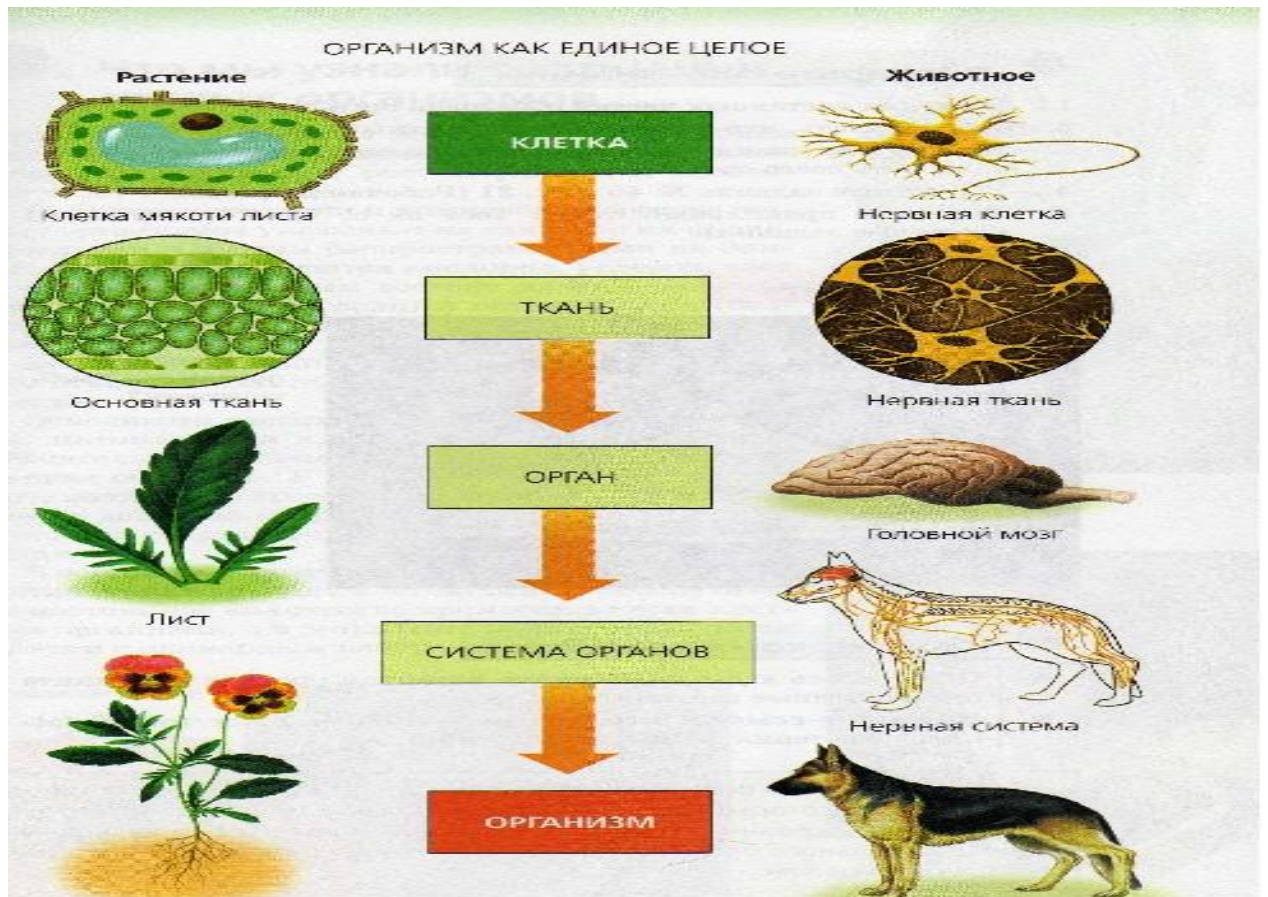 ОРГАНИЗМ КАК ЕДИНОЕ ЦЕЛОЕ
Растение
Животное
КЛЕТКА
Клетка мякоти листа
Нервная клетка
ТКАНЬ
Основная ткань
Нервная ткань
ОРГАН
Головной мозг
Лист
СИСТЕМА ОРГАНОВ
Нервная система
ОРГАНИЗМ